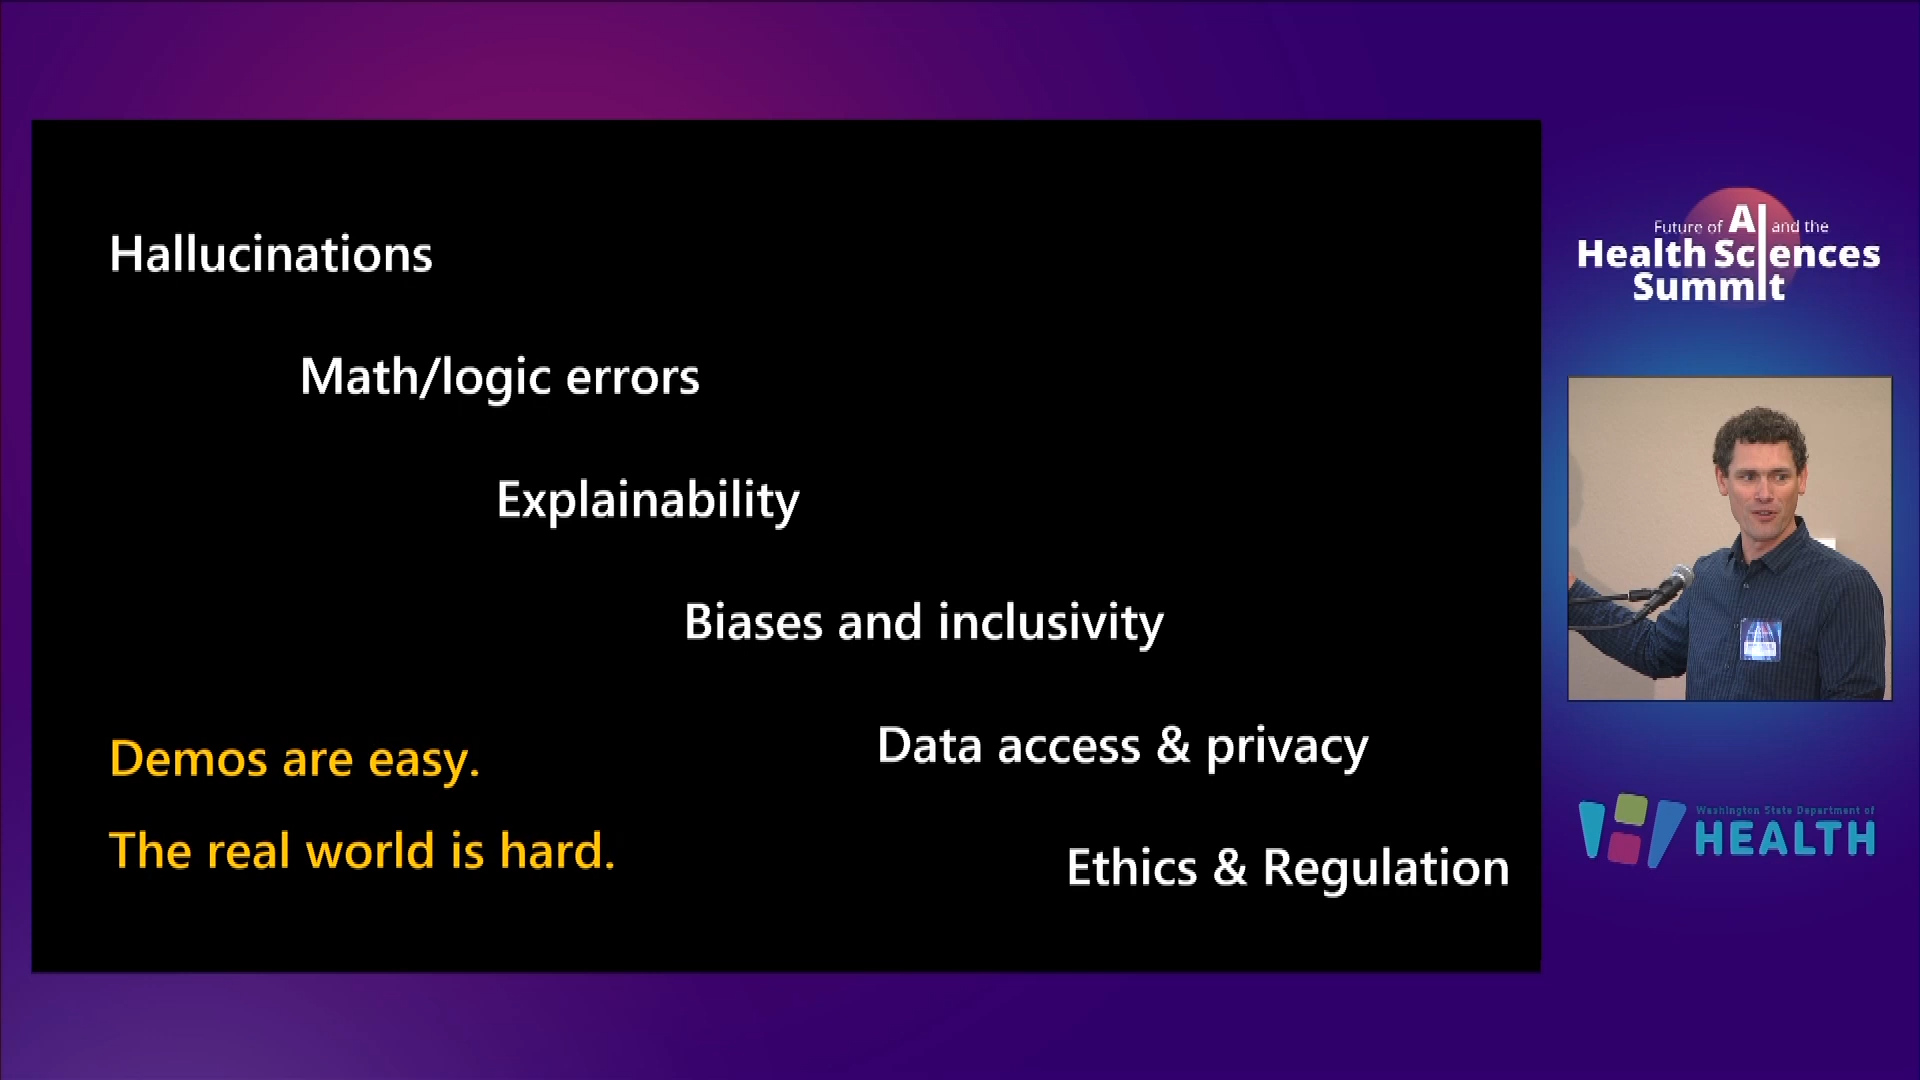 Hallucinations
Math/logic errors
Explainability
Biases and inclusivity
Data access & privacy
Ethics & Regulation
Demos are easy.
The real world is hard.
Future of AI and the
Health Sciences
Summit
Washington State Department of
HEALTH